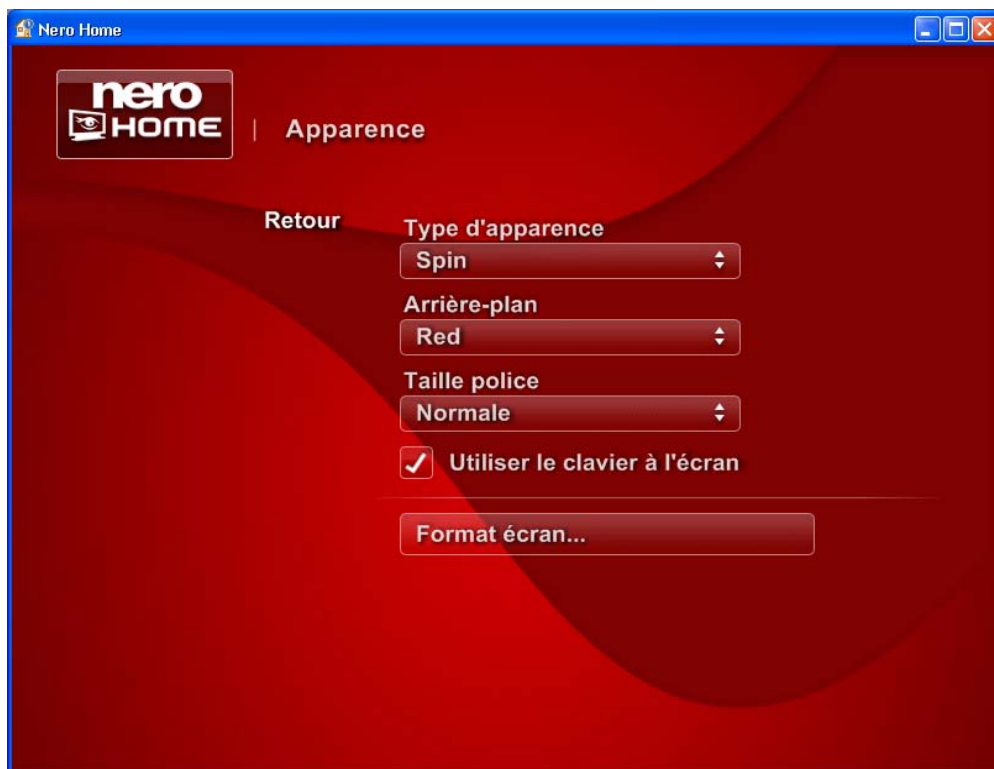 Nero Home
nero
HOME
| Apparence
Retour
Type d'apparence
Spin
Arrière-plan
Red
Taille police
Normale
Utiliser le clavier à l'écran
Format écran...